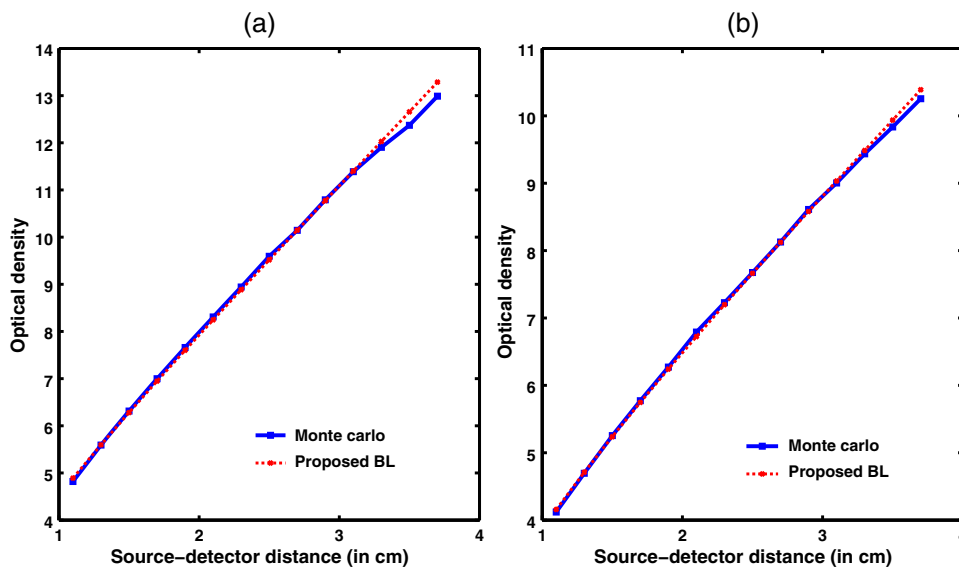 (a)
14
13
12
11
10
9
8
7
6
5
4
Optical density
Monte carlo
Proposed BL
1 2 3 4
Source-detector distance (in cm)
(b)
11
10
9
8
7
6
5
4
Optical density
Monte carlo
Proposed BL
1 2 3
Source-detector distance (in cm)